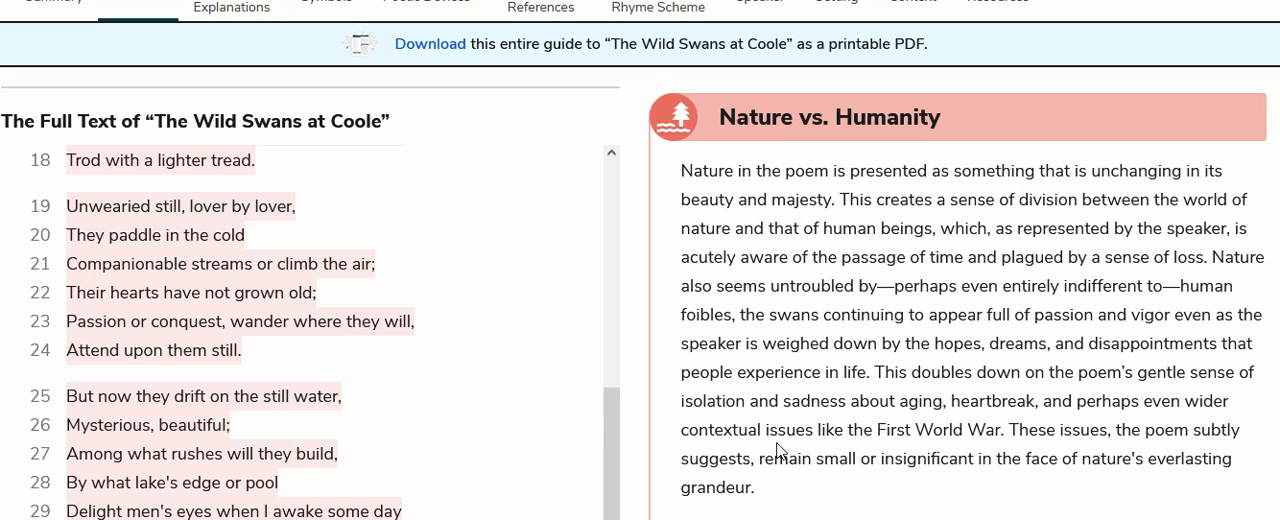 Explanations
References
Rhyme Scheme
Download this entire guide to “The Wild Swans at Coole” as a printable PDF.
The Full Text of “The Wild Swans at Coole”
18 Trod with a lighter tread.
19 Unwearied still, lover by lover,
20 They paddle in the cold
21 Companionable streams or climb the air;
22 Their hearts have not grown old;
23 Passion or conquest, wander where they will,
24 Attend upon them still.
25 But now they drift on the still water,
26 Mysterious, beautiful;
27 Among what rushes will they build,
28 By what lake's edge or pool
29 Delight men's eyes when I awake some day
Nature vs. Humanity
Nature in the poem is presented as something that is unchanging in its
beauty and majesty. This creates a sense of division between the world of
nature and that of human beings, which, as represented by the speaker, is
acutely aware of the passage of time and plagued by a sense of loss. Nature
also seems untroubled by—perhaps even entirely indifferent to—human
foibles, the swans continuing to appear full of passion and vigor even as the
speaker is weighed down by the hopes, dreams, and disappointments that
people experience in life. This doubles down on the poem’s gentle sense of
isolation and sadness about aging, heartbreak, and perhaps even wider
contextual issues like the First World War. These issues, the poem subtly
suggests, remain small or insignificant in the face of nature's everlasting
grandeur.